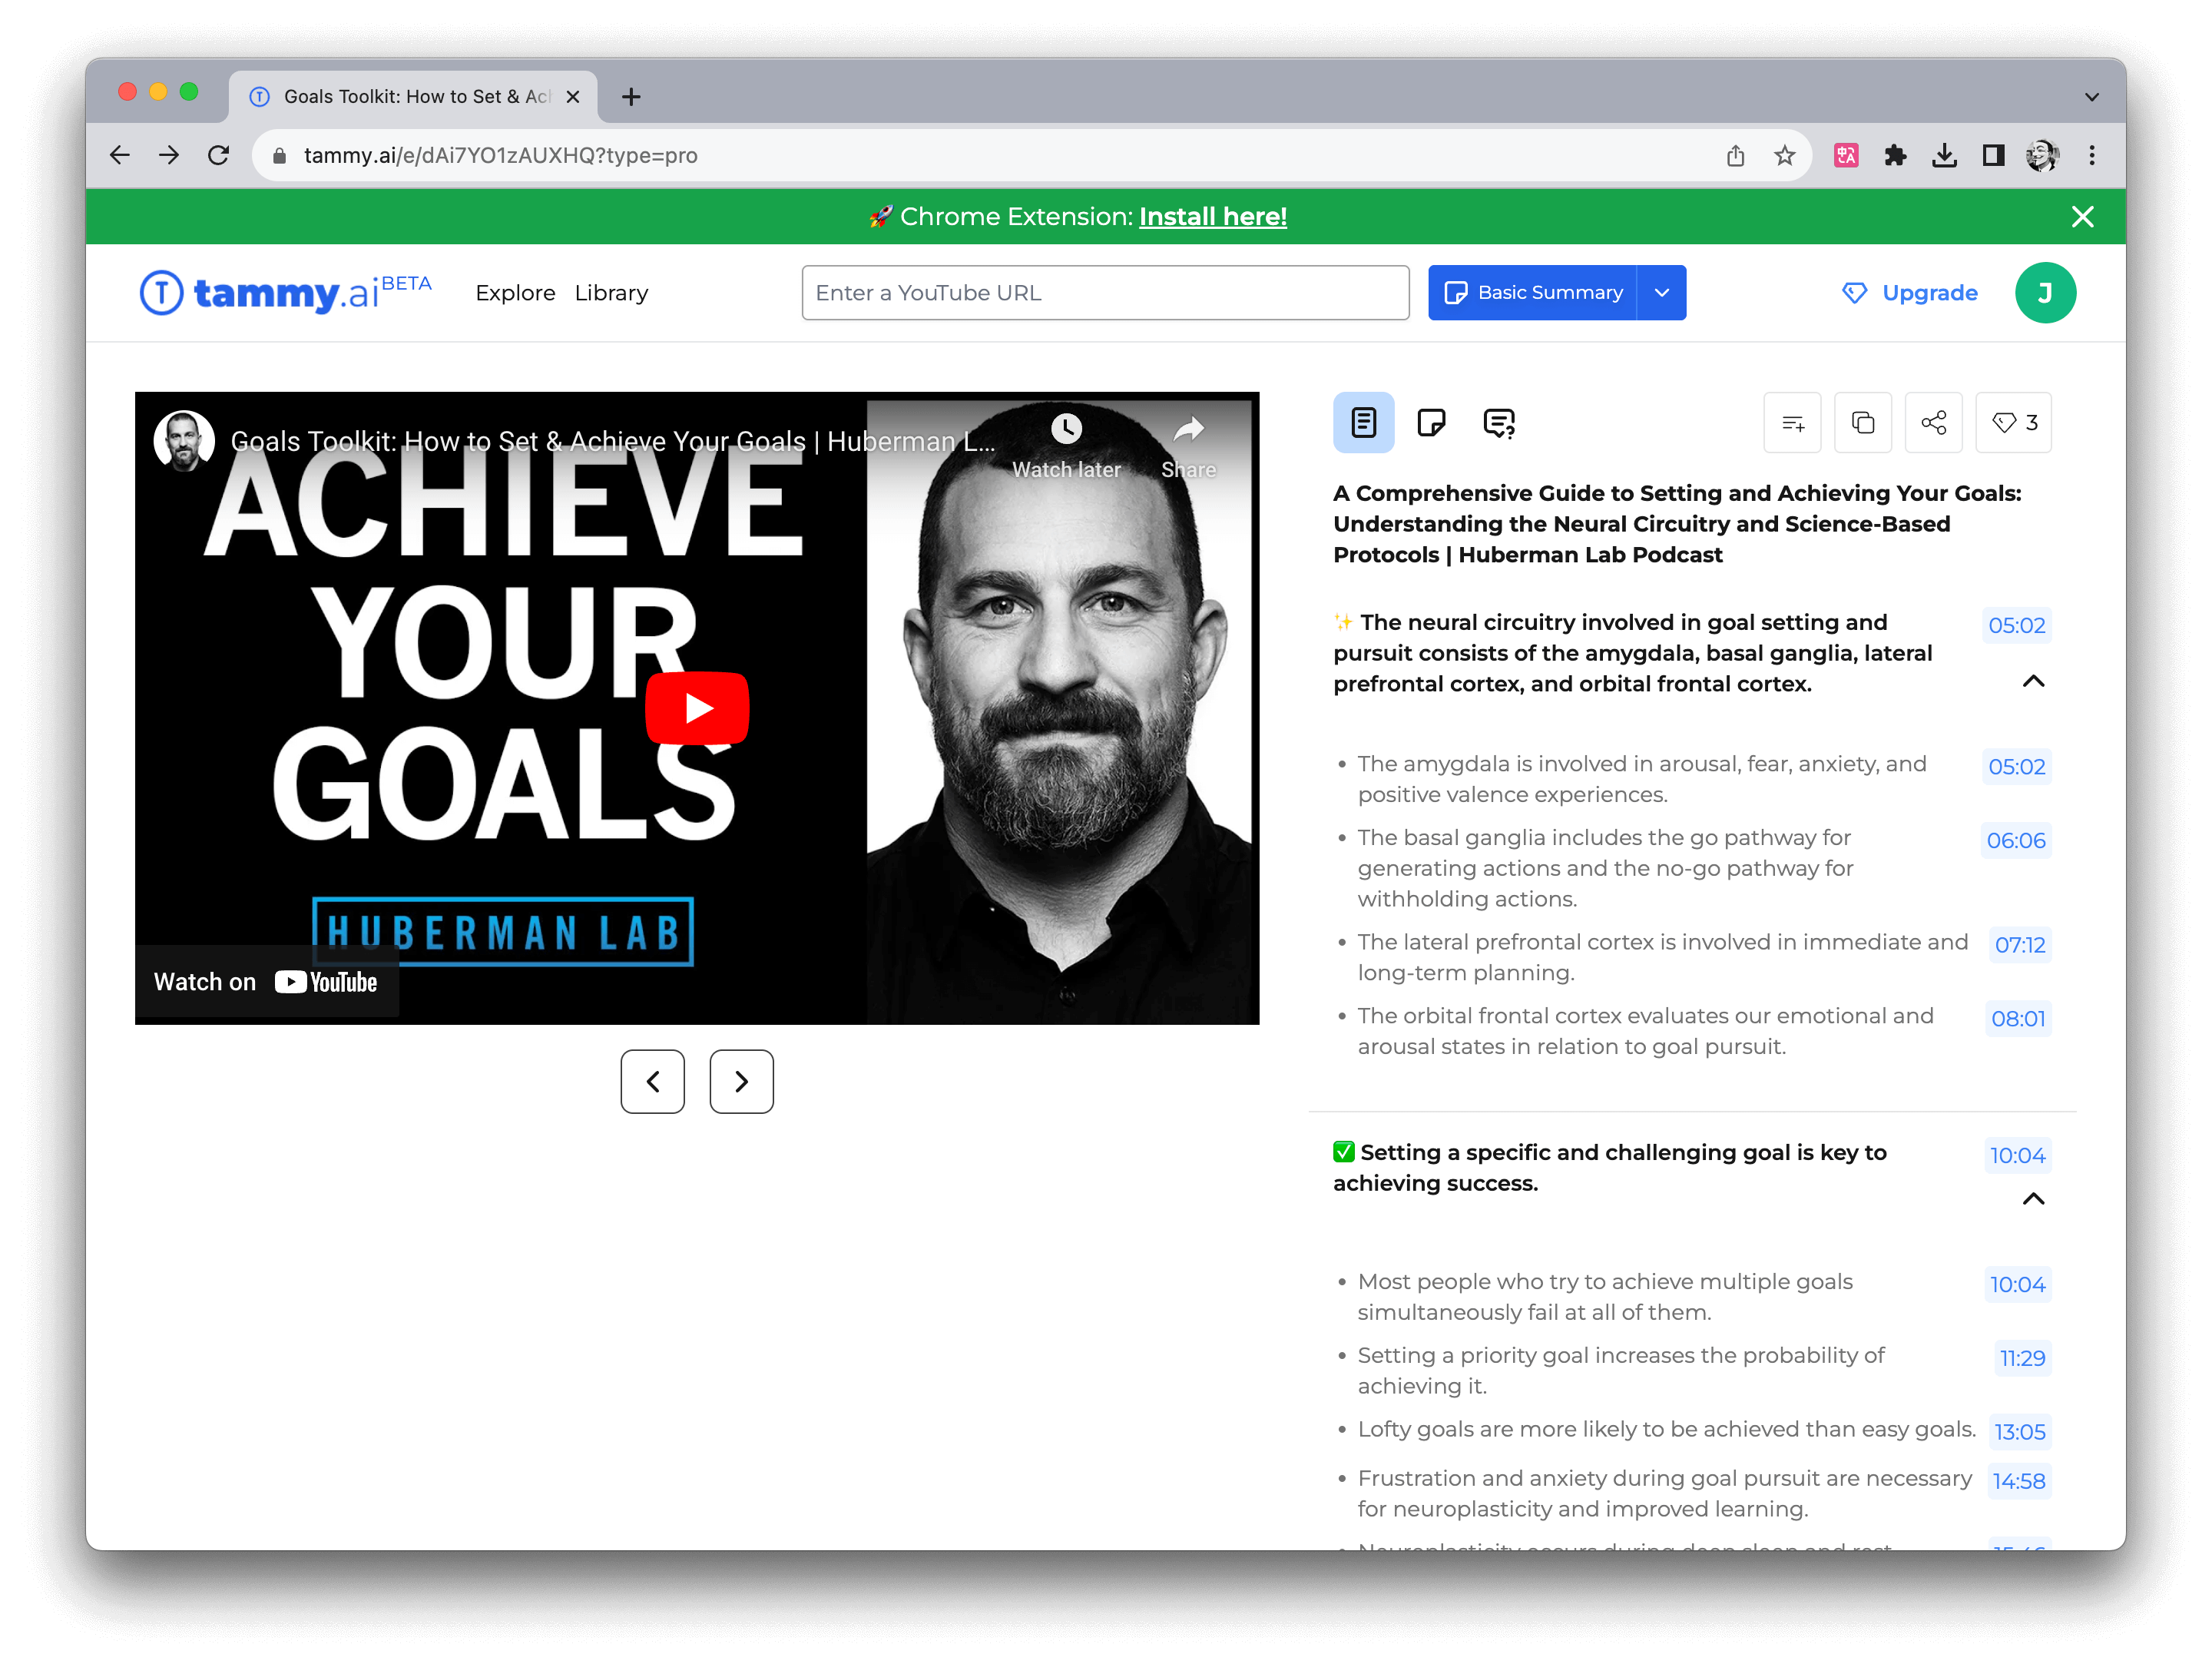 Goals Toolkit: How to Set & Ach
tammy.ai/e/dAi7YO1zAUXHQ?type=pro
🚀 Chrome Extension: Install here!
tammy.ai BETA
Explore
Library
Enter a YouTube URL
Basic Summary
Upgrade
J
Goals Toolkit: How to Set & Achieve Your Goals | Huberman L...
Watch later
Share
ACHIEVE
YOUR
GOALS
HUBERMAN LAB
Watch on YouTube
3
A Comprehensive Guide to Setting and Achieving Your Goals:
Understanding the Neural Circuitry and Science-Based
Protocols | Huberman Lab Podcast
✨ The neural circuitry involved in goal setting and
05:02
pursuit consists of the amygdala, basal ganglia, lateral
prefrontal cortex, and orbital frontal cortex.
• The amygdala is involved in arousal, fear, anxiety, and
05:02
positive valence experiences.
• The basal ganglia includes the go pathway for
06:06
generating actions and the no-go pathway for
withholding actions.
• The lateral prefrontal cortex is involved in immediate and
07:12
long-term planning.
• The orbital frontal cortex evaluates our emotional and
08:01
arousal states in relation to goal pursuit.
✅ Setting a specific and challenging goal is key to
10:04
achieving success.
• Most people who try to achieve multiple goals
10:04
simultaneously fail at all of them.
• Setting a priority goal increases the probability of
11:29
achieving it.
• Lofty goals are more likely to be achieved than easy goals.
13:05
• Frustration and anxiety during goal pursuit are necessary
14:58
for neuroplasticity and improved learning.
• Neuroplasticity occurs during deep sleep and rest
15:46